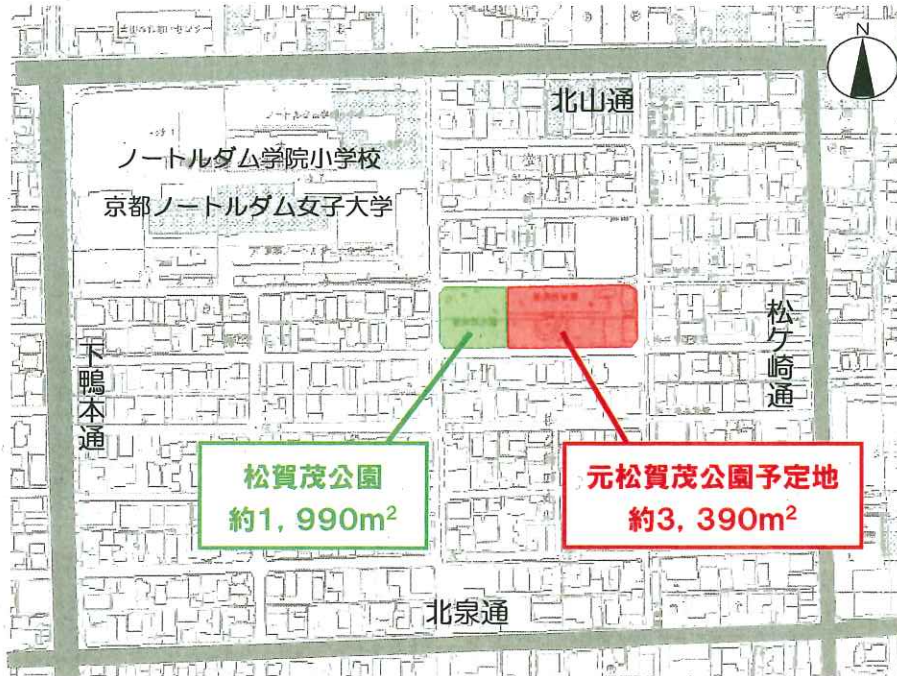 N
北山通
ノートルダム学院小学校
京都ノートルダム女子大学
下鴨本通
松ケ崎通
松賀茂公園
約1, 990m²
元松賀茂公園予定地
約3, 390m²
北泉通